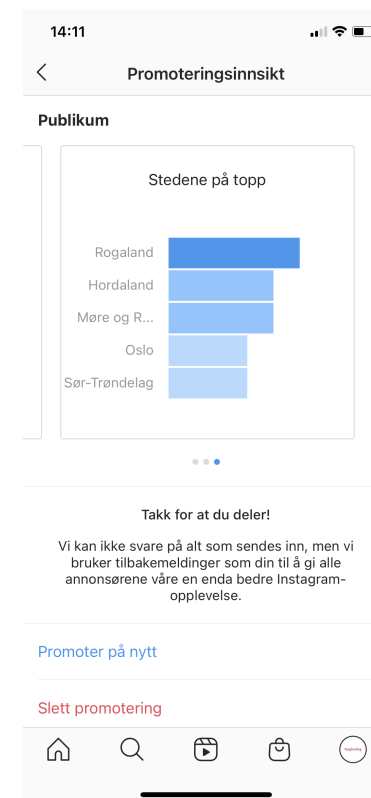 14:11
Promoteringsinnsikt
Publikum
Stedene på topp
Rogaland
Hordaland
Møre og R...
Oslo
Sør-Trøndelag
Takk for at du deler!
Vi kan ikke svare på alt som sendes inn, men vi
bruker tilbakemeldinger som din til å gi alle
annonsørene våre en enda bedre Instagram-
opplevelse.
Promoter på nytt
Slett promotering